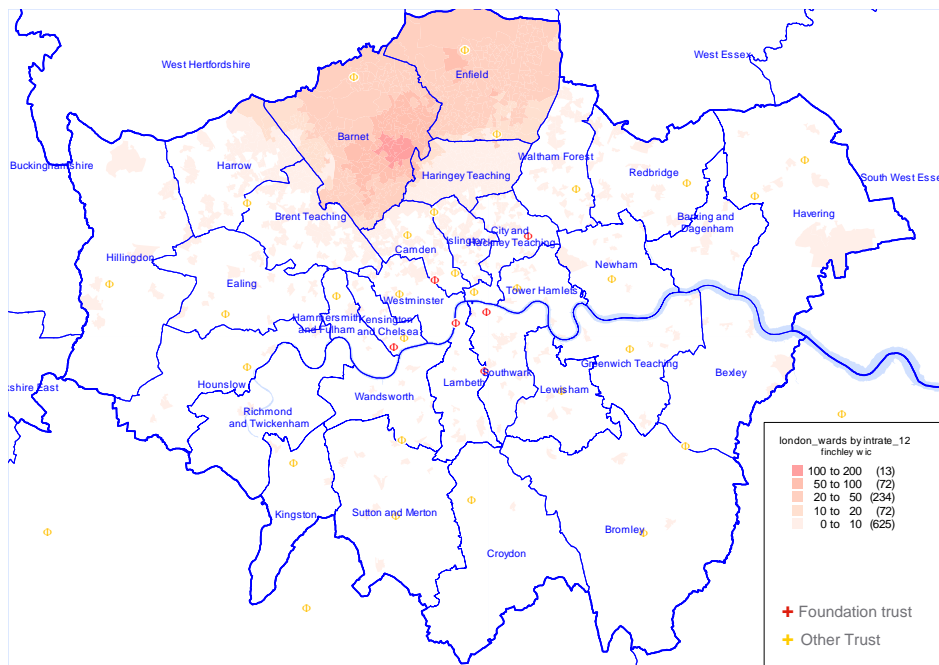 West Hertfordshire
West Essex
Enfield
Barnet
Waltham Forest
Buckinghamshire
Harrow
Haringey Teaching
Redbridge
South West Esse
Brent Teaching
Havering
Barking and
Dagenham
City and
Hackney Teaching
Islington
Camden
Hillingdon
Newham
Ealing
Tower Hamlets
Westminster
Hammersmith
and Fulham
Kensington
and Chelsea
Greenwich Teaching
Bexley
Southwark
kshire East
Hounslow
Lambeth
Lewisham
Wandsworth
Richmond
and Twickenham
Kingston
Sutton and Merton
Bromley
Croydon
london_wards by intrate_12
finchley wic
100 to 200 (13)
50 to 100 (72)
20 to 50 (234)
10 to 20 (72)
0 to 10 (625)
Foundation trust
Other Trust